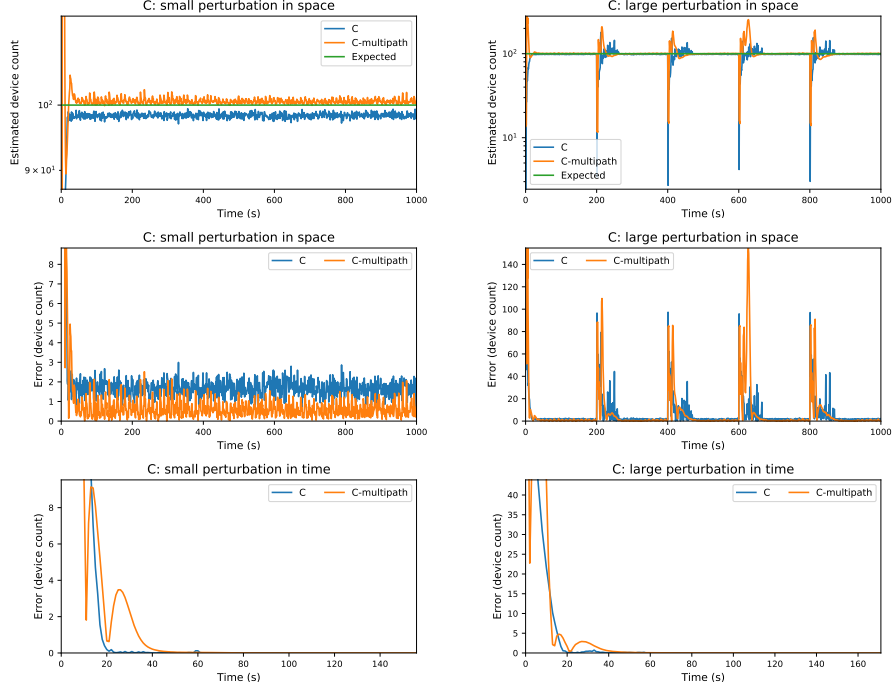 C: small perturbation in space
Estimated device count
10²
9 × 10¹
C
C-multipath
Expected
0 200 400 600 800 1000
Time (s)
C: large perturbation in space
Estimated device count
10²
10¹
C
C-multipath
Expected
0 200 400 600 800 1000
Time (s)
C: small perturbation in space
Error (device count)
8
7
6
5
4
3
2
1
0
C C-multipath
0 200 400 600 800 1000
Time (s)
C: large perturbation in space
Error (device count)
140
120
100
80
60
40
20
0
C C-multipath
0 200 400 600 800 1000
Time (s)
C: small perturbation in time
Error (device count)
8
6
4
2
0
C C-multipath
0 20 40 60 80 100 120 140
Time (s)
C: large perturbation in time
Error (device count)
40
35
30
25
20
15
10
5
0
C C-multipath
0 20 40 60 80 100 120 140 160
Time (s)